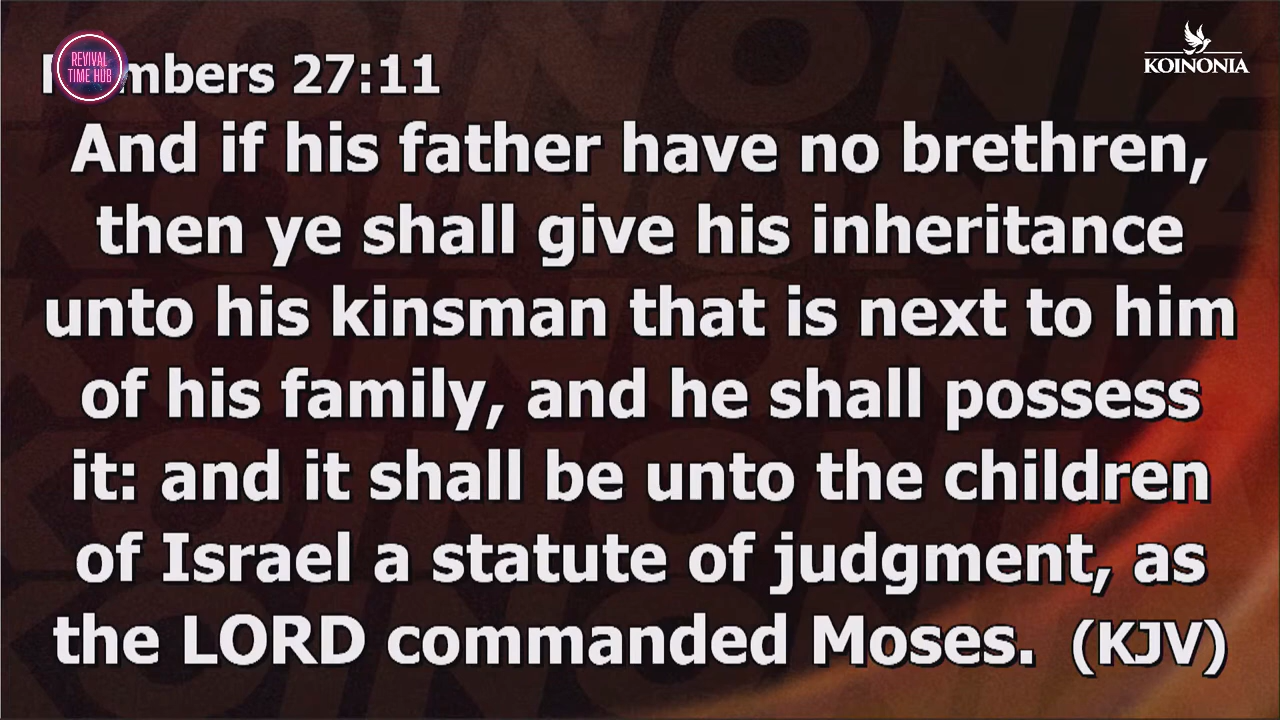 REVIVAL
TIME HUB
KOINONIA
mbers 27:11
And if his father have no brethren,
then ye shall give his inheritance
unto his kinsman that is next to him
of his family, and he shall possess
it: and it shall be unto the children
of Israel a statute of judgment, as
the LORD commanded Moses. (KJV)